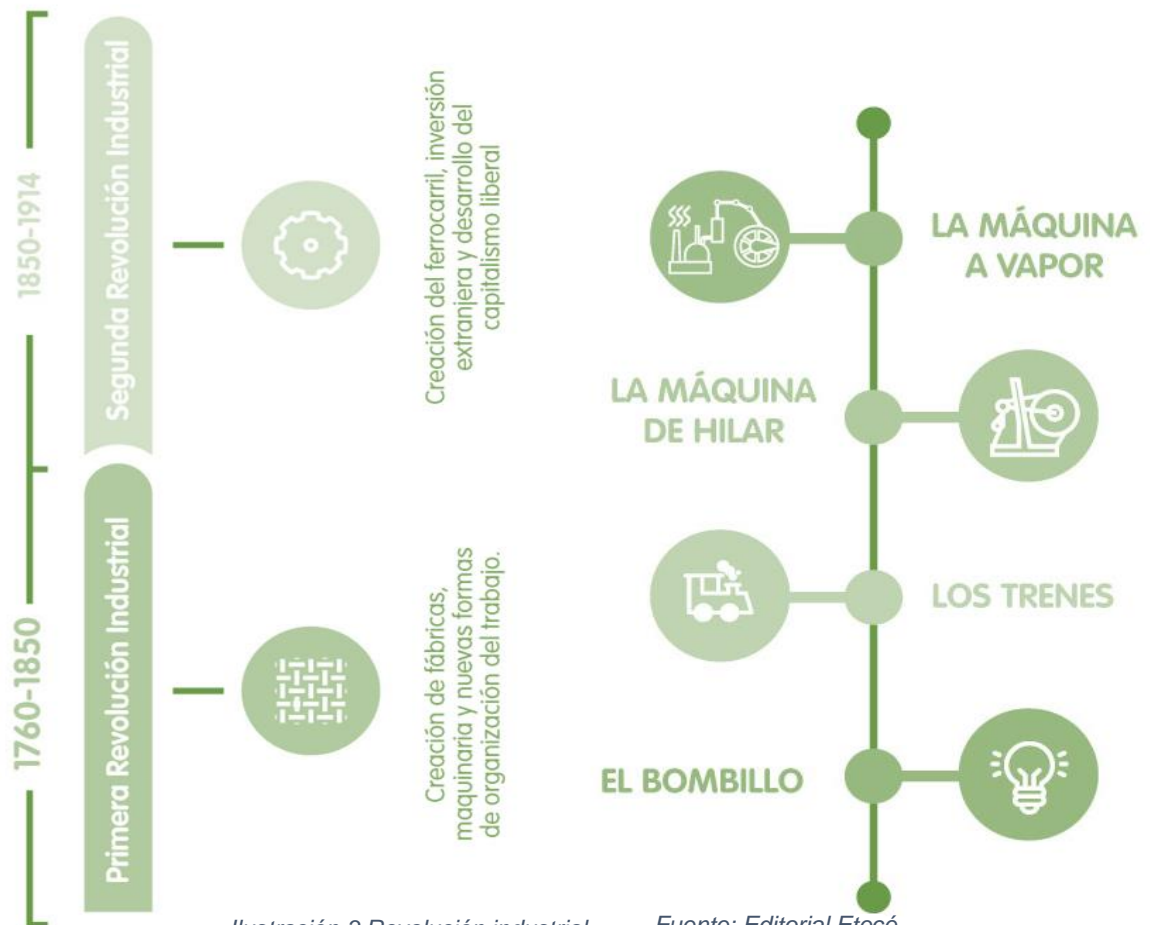 1850-1914
Segunda Revolución Industrial
Creación del ferrocarril, inversión
extranjera y desarrollo del
capitalismo liberal
1760-1850
Primera Revolución Industrial
Creación de fábricas,
maquinaria y nuevas formas
de organización del trabajo.
LA MÁQUINA
A VAPOR
LA MÁQUINA
DE HILAR
LOS TRENES
EL BOMBILLO
Revolución industrial
Fuente: Editorial Etecé